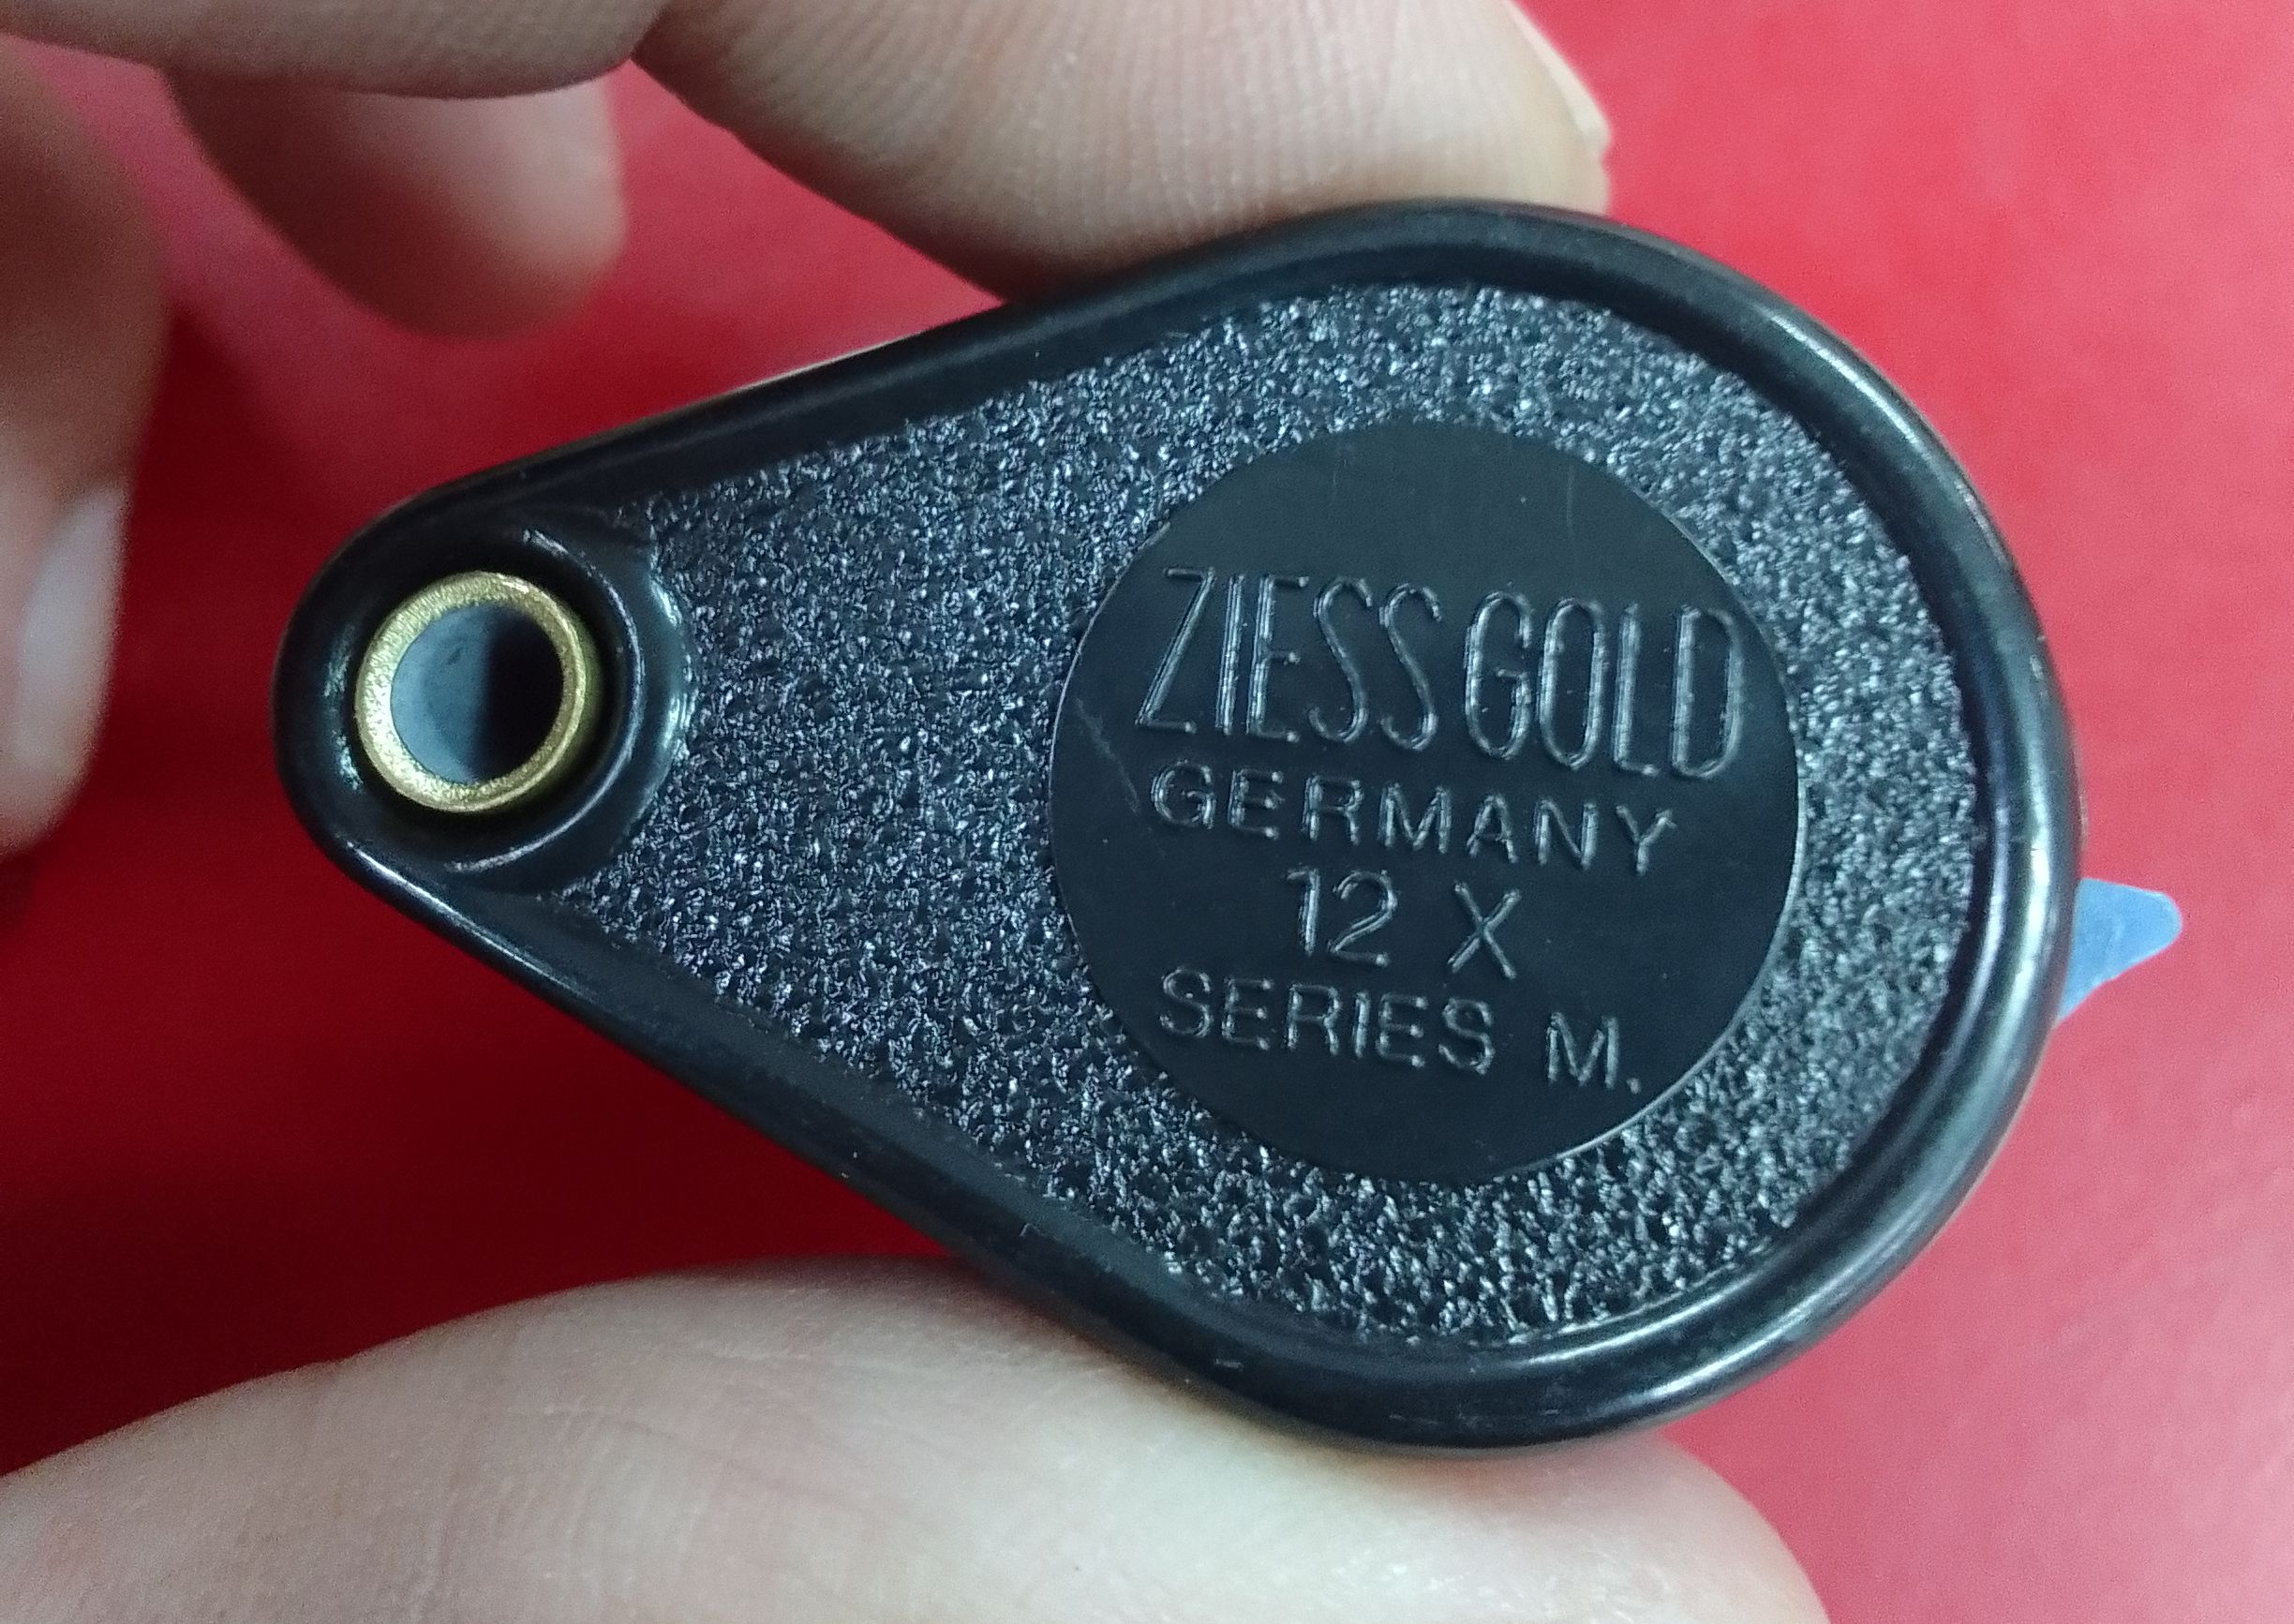 ZIESS GOLD
GERMANY
12 X
SERIES M.